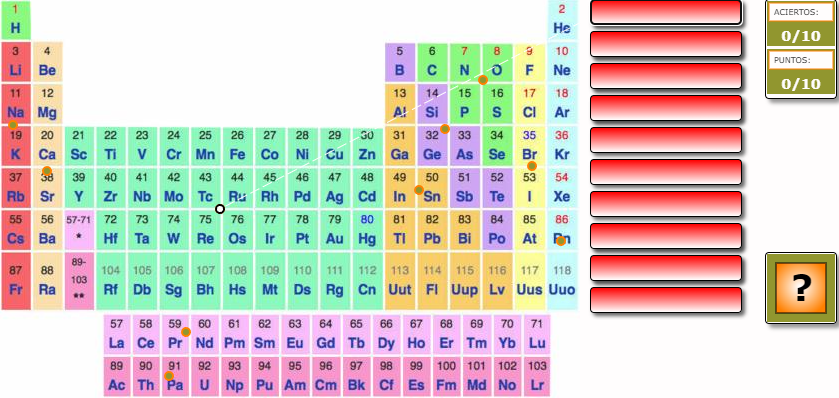 1 2
H He
ACIERTOS:
0/10
PUNTOS:
0/10
3 4 5 6 7 8 9 10
Li Be B C N O F Ne
11 12 13 14 15 16 17 18
Na Mg Al Si P S Cl Ar
19 20 21 22 23 24 25 26 27 28 29 30 31 32 33 34 35 36
K Ca Sc Ti V Cr Mn Fe Co Ni Cu Zn Ga Ge As Se Br Kr
37 38 39 40 41 42 43 44 45 46 47 48 49 50 51 52 53 54
Rb Sr Y Zr Nb Mo Tc Ru Rh Pd Ag Cd In Sn Sb Te I Xe
55 56 57-71 72 73 74 75 76 77 78 79 80 81 82 83 84 85 86
Cs Ba * Hf Ta W Re Os Ir Pt Au Hg Tl Pb Bi Po At Rn
87 88 89-103 104 105 106 107 108 109 110 111 112 113 114 115 116 117 118
Fr Ra ** Rf Db Sg Bh Hs Mt Ds Rg Cn Uut Fl Uup Lv Uus Uuo
?
57 58 59 60 61 62 63 64 65 66 67 68 69 70 71
La Ce Pr Nd Pm Sm Eu Gd Tb Dy Ho Er Tm Yb Lu
89 90 91 92 93 94 95 96 97 98 99 100 101 102 103
Ac Th Pa U Np Pu Am Cm Bk Cf Es Fm Md No Lr